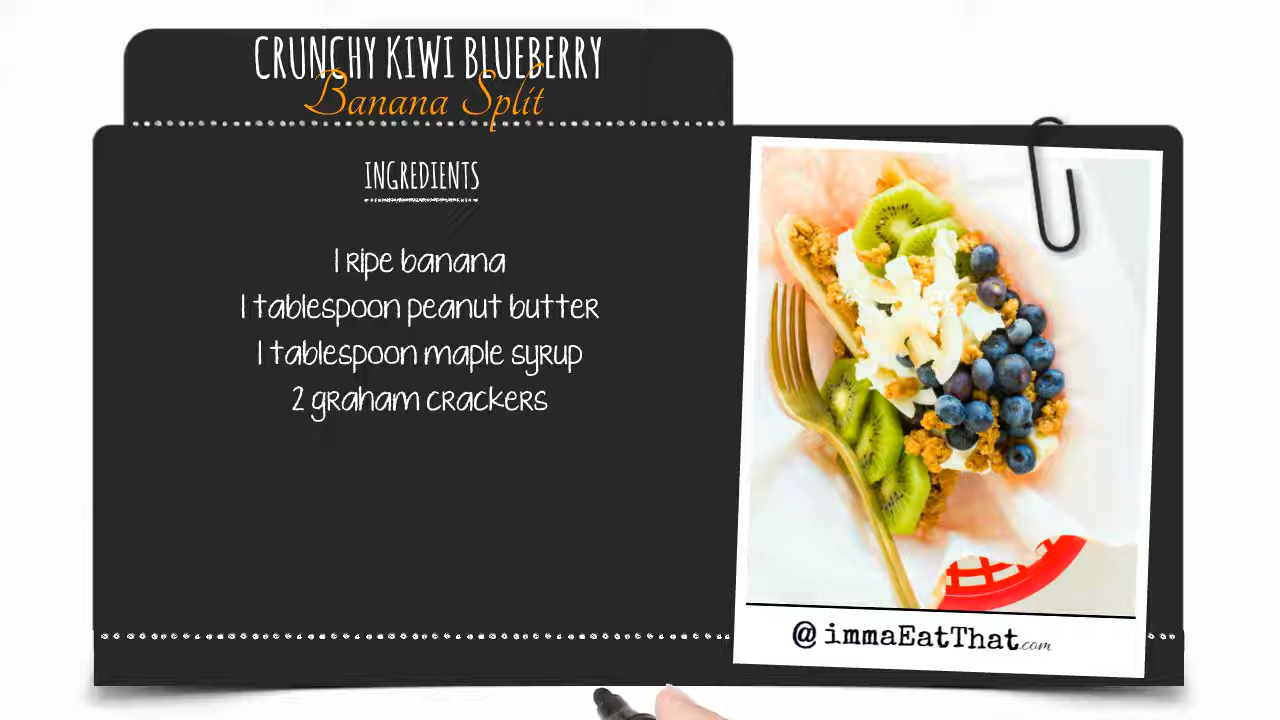 CRUNCHY KIWI BLUEBERRY
Banana Split
INGREDIENTS
1 ripe banana
1 tablespoon peanut butter
1 tablespoon maple syrup
2 graham crackers
@immaEatThat.com